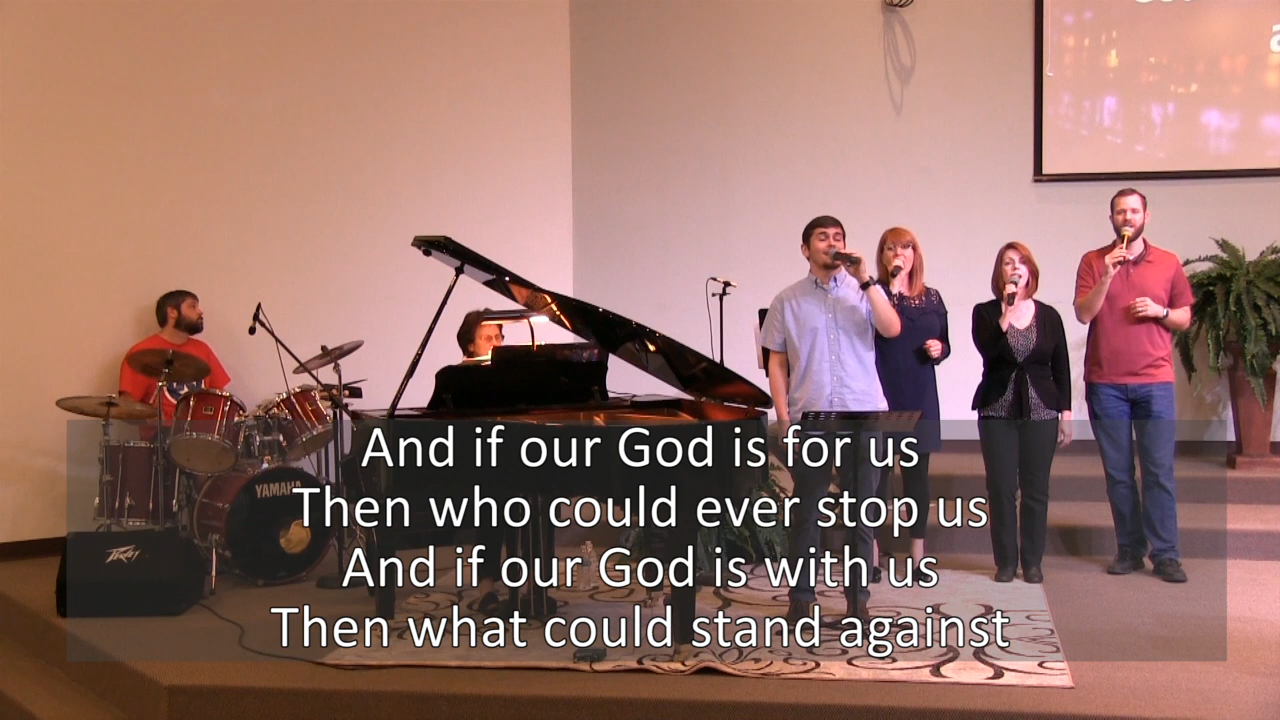 And if our God is for us
Then who could ever stop us
And if our God is with us
Then what could stand against
YAMAHA
PEAVEY